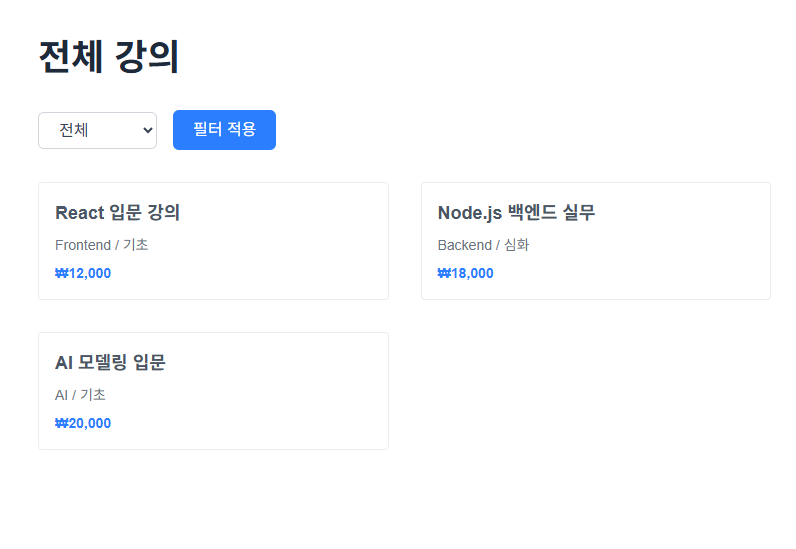 전체 강의
전체
필터 적용
React 입문 강의
Frontend / 기초
₩12,000
Node.js 백엔드 실무
Backend / 심화
₩18,000
AI 모델링 입문
AI / 기초
₩20,000